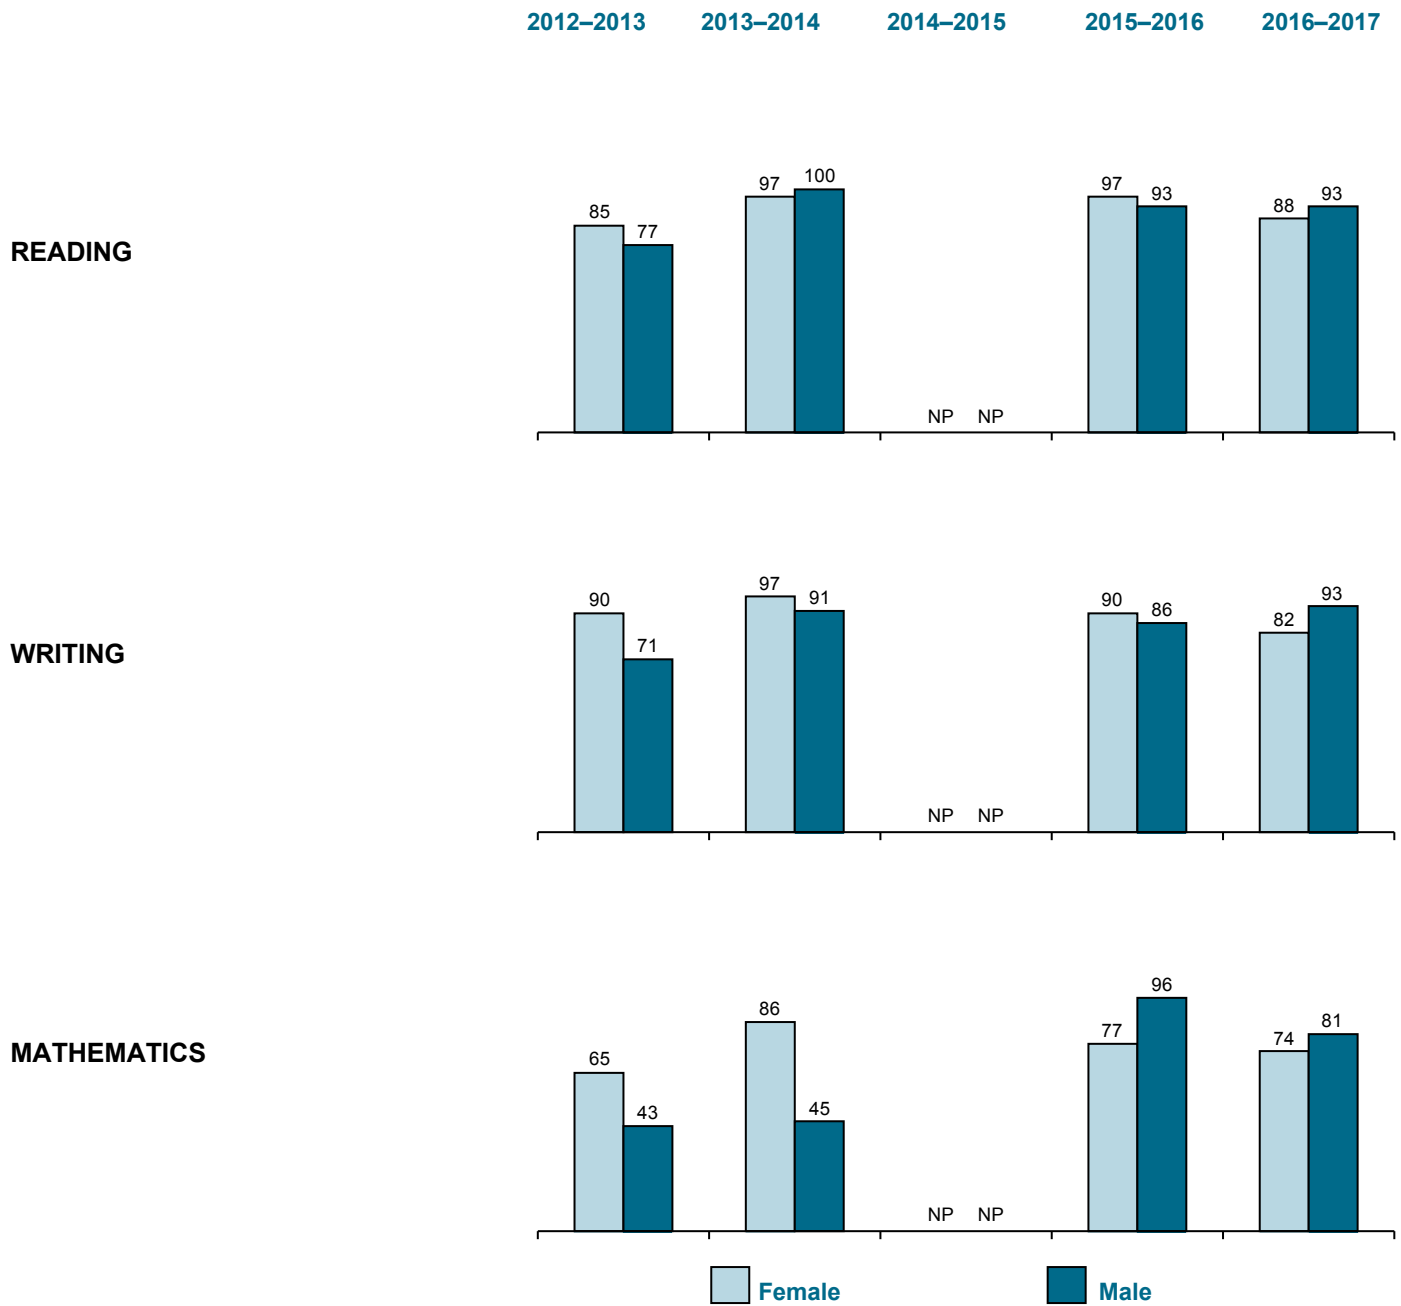 2012–2013 2013–2014 2014–2015 2015–2016 2016–2017
READING
85 77 97 100 NP NP 97 93 88 93
WRITING
90 71 97 91 NP NP 90 86 82 93
MATHEMATICS
65 43 86 45 NP NP 77 96 74 81
Female Male